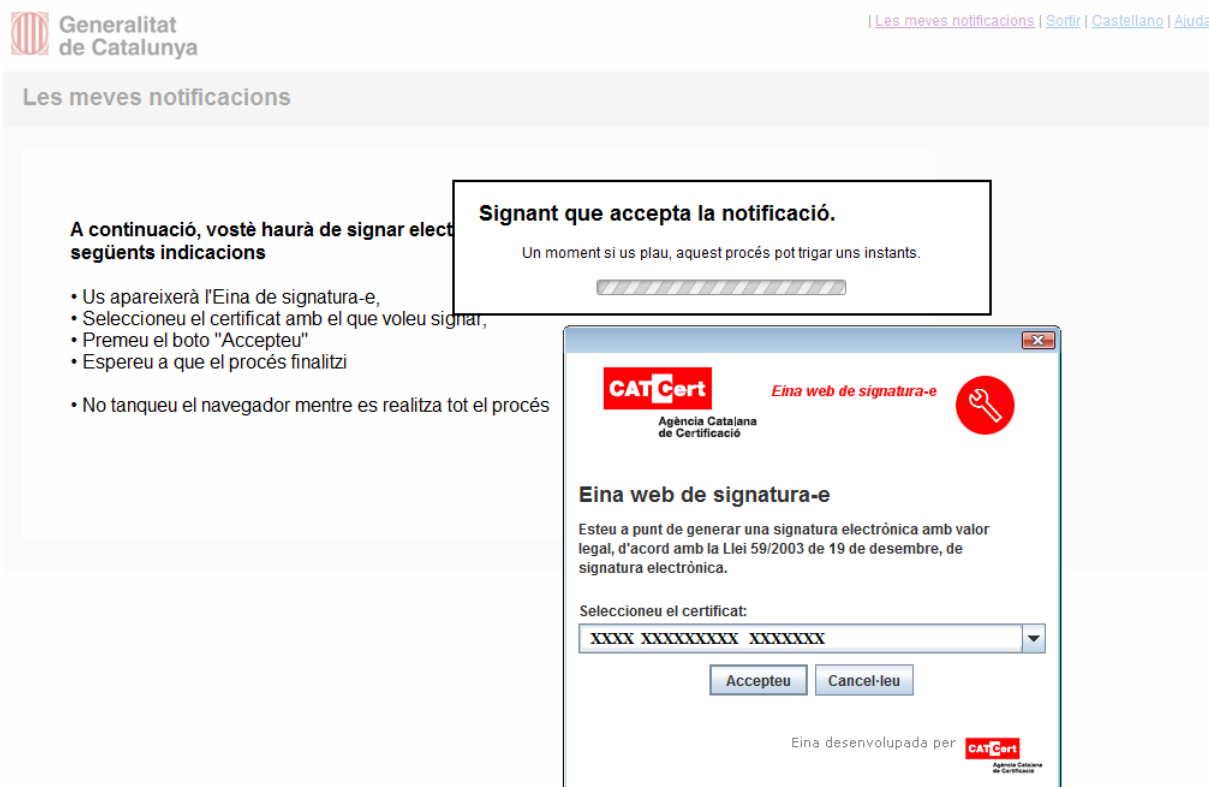 Generalitat
de Catalunya
| Les meves notificacions | Sortir | Castellano | Ajuda
Les meves notificacions
A continuació, vostè haurà de signar elect
següents indicacions
• Us apareixerà l'Eina de signatura-e,
• Seleccioneu el certificat amb el que voleu signar,
• Premeu el boto "Accepteu"
• Espereu a que el procés finalitzi
• No tanqueu el navegador mentre es realitza tot el procés
Signant que accepta la notificació.
Un moment si us plau, aquest procés pot trigar uns instants.
CATCert
Agència Catalana
de Certificació
Eina web de signatura-e
Eina web de signatura-e
Esteu a punt de generar una signatura electrònica amb valor
legal, d'acord amb la Llei 59/2003 de 19 de desembre, de
signatura electrònica.
Seleccioneu el certificat:
XXXX XXXXXXXXX XXXXXXX
Accepteu
Cancel·leu
Eina desenvolupada per
CATCert
Agència Catalana
de Certificació